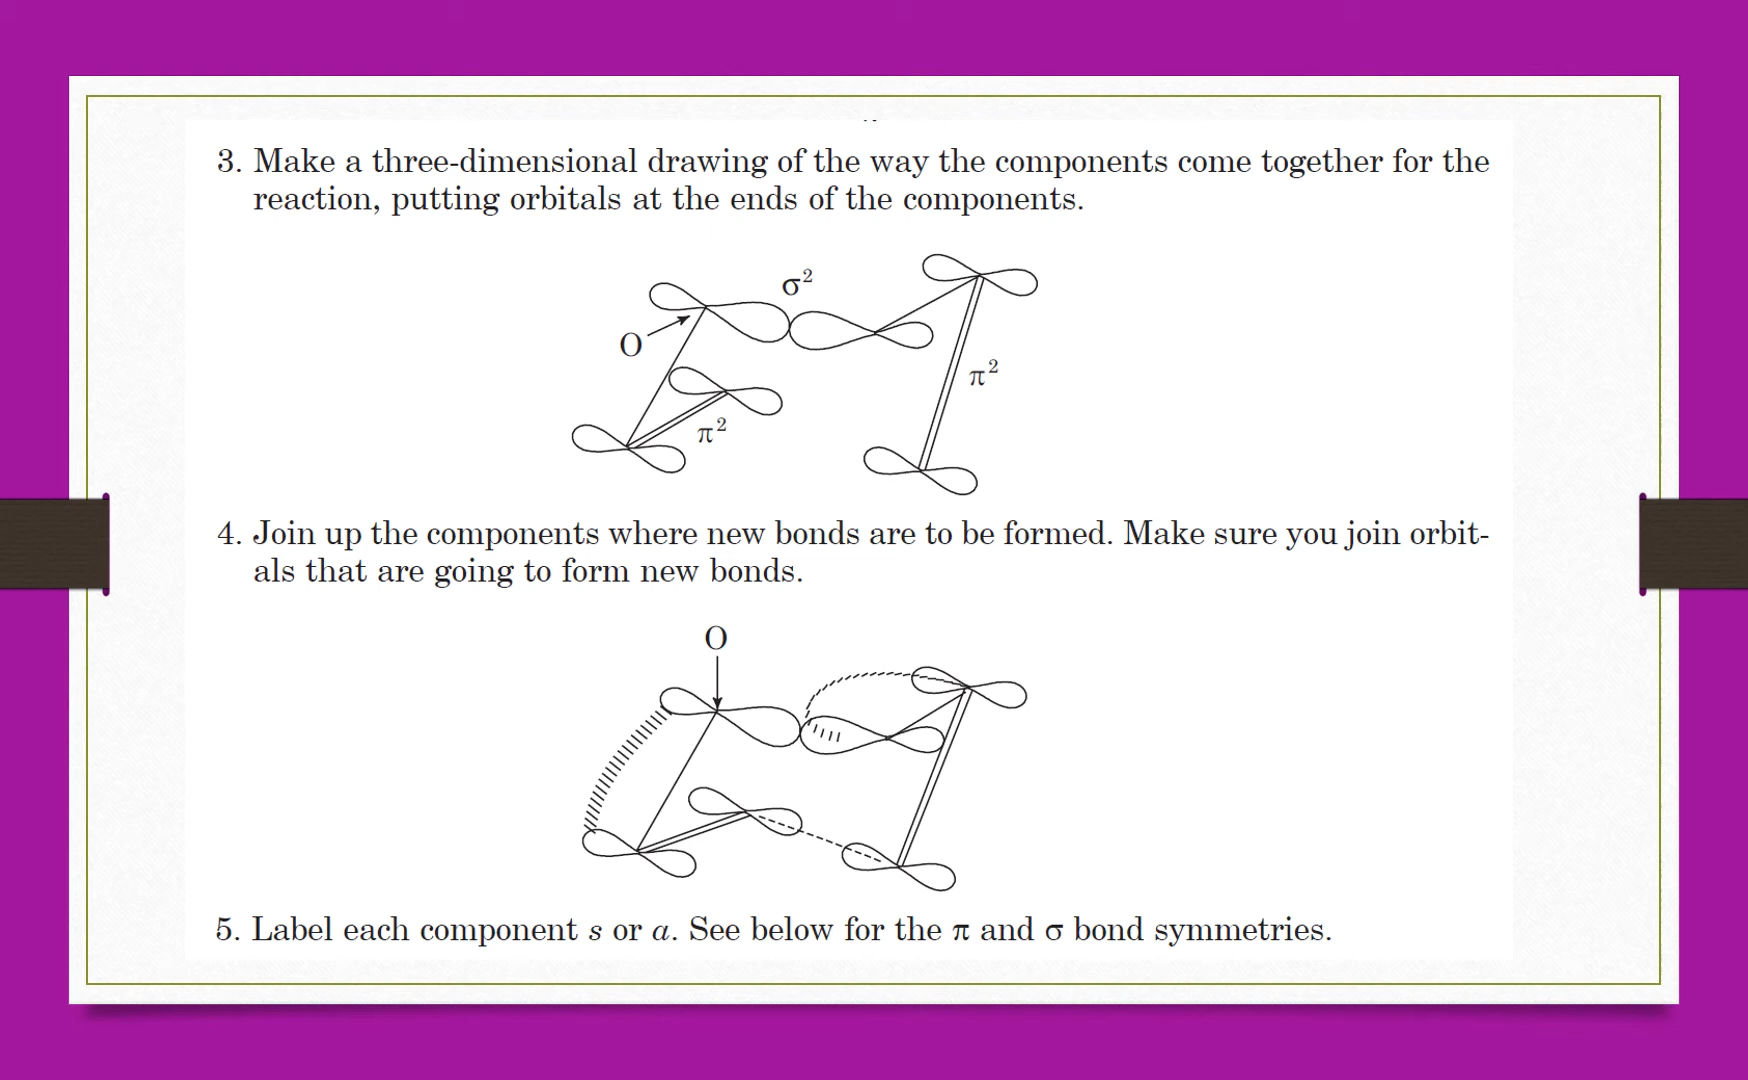 3. Make a three-dimensional drawing of the way the components come together for the
reaction, putting orbitals at the ends of the components.
σ²
O
π²
π²
4. Join up the components where new bonds are to be formed. Make sure you join orbit-
als that are going to form new bonds.
O
5. Label each component s or a. See below for the π and σ bond symmetries.